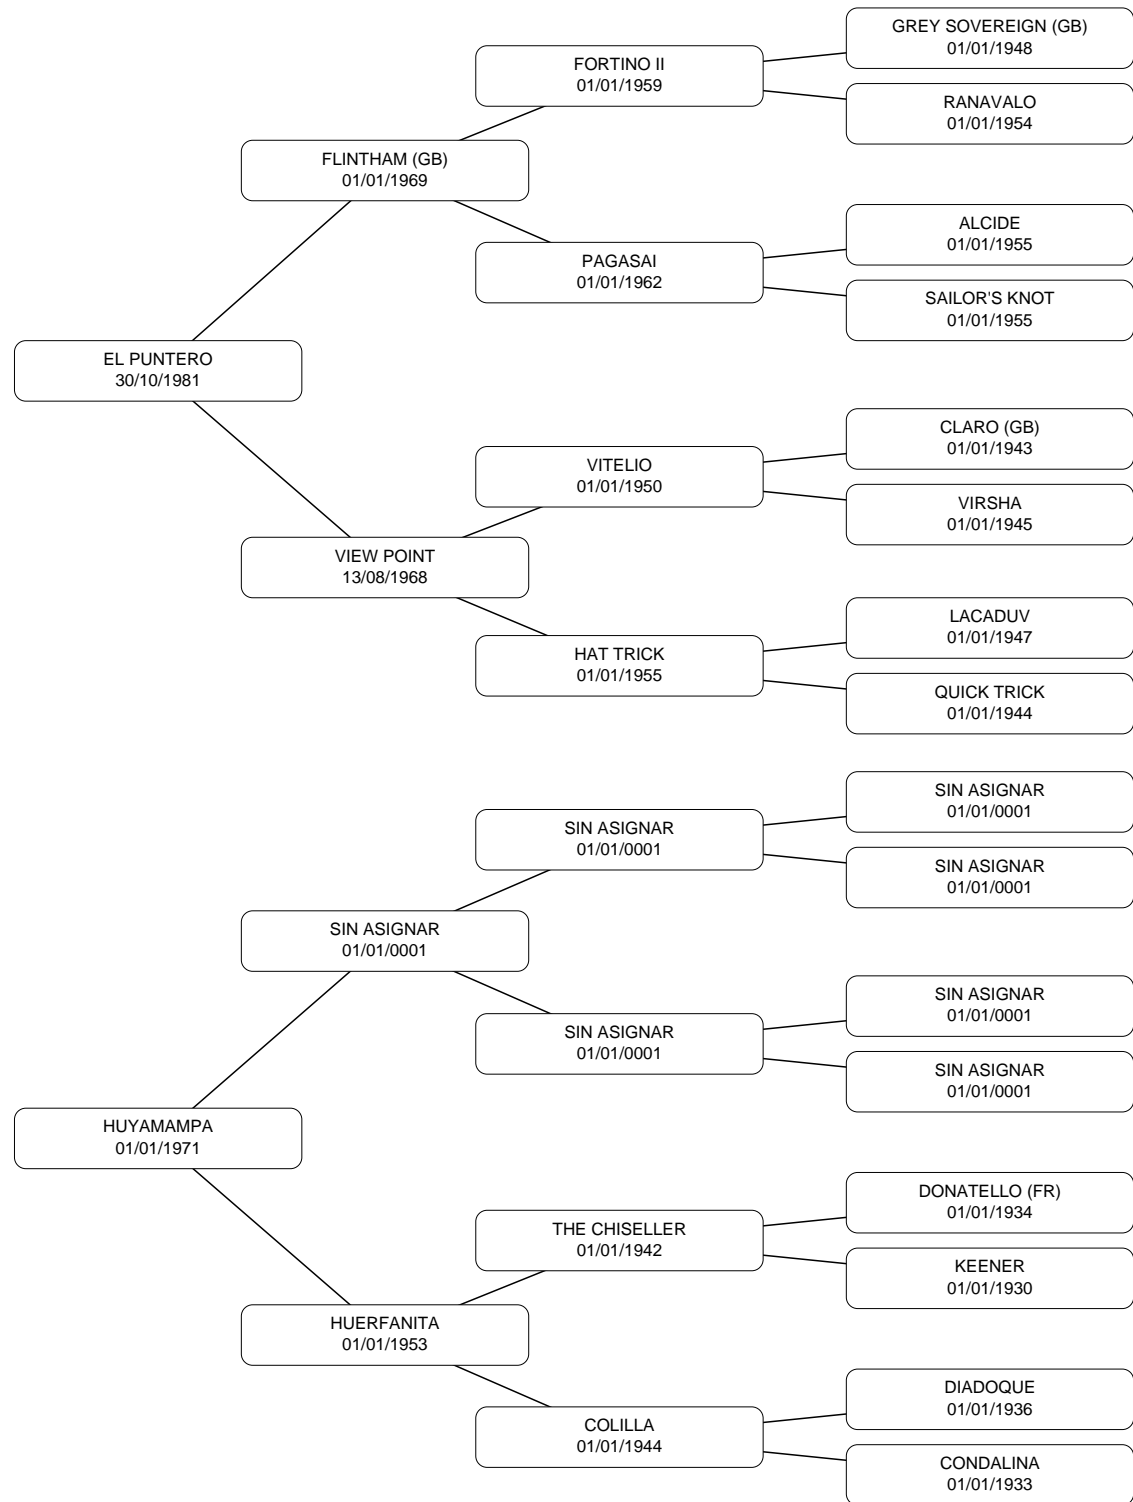 GREY SOVEREIGN (GB)
01/01/1948
FORTINO II
01/01/1959
RANAVALO
01/01/1954
FLINTHAM (GB)
01/01/1969
ALCIDE
01/01/1955
PAGASAI
01/01/1962
SAILOR'S KNOT
01/01/1955
EL PUNTERO
30/10/1981
CLARO (GB)
01/01/1943
VITELIO
01/01/1950
VIRSHA
01/01/1945
VIEW POINT
13/08/1968
LACADUV
01/01/1947
HAT TRICK
01/01/1955
QUICK TRICK
01/01/1944
SIN ASIGNAR
01/01/0001
SIN ASIGNAR
01/01/0001
SIN ASIGNAR
01/01/0001
SIN ASIGNAR
01/01/0001
SIN ASIGNAR
01/01/0001
SIN ASIGNAR
01/01/0001
SIN ASIGNAR
01/01/0001
HUYAMAMPA
01/01/1971
DONATELLO (FR)
01/01/1934
THE CHISELLER
01/01/1942
KEENER
01/01/1930
HUERFANITA
01/01/1953
DIADOQUE
01/01/1936
COLILLA
01/01/1944
CONDALINA
01/01/1933